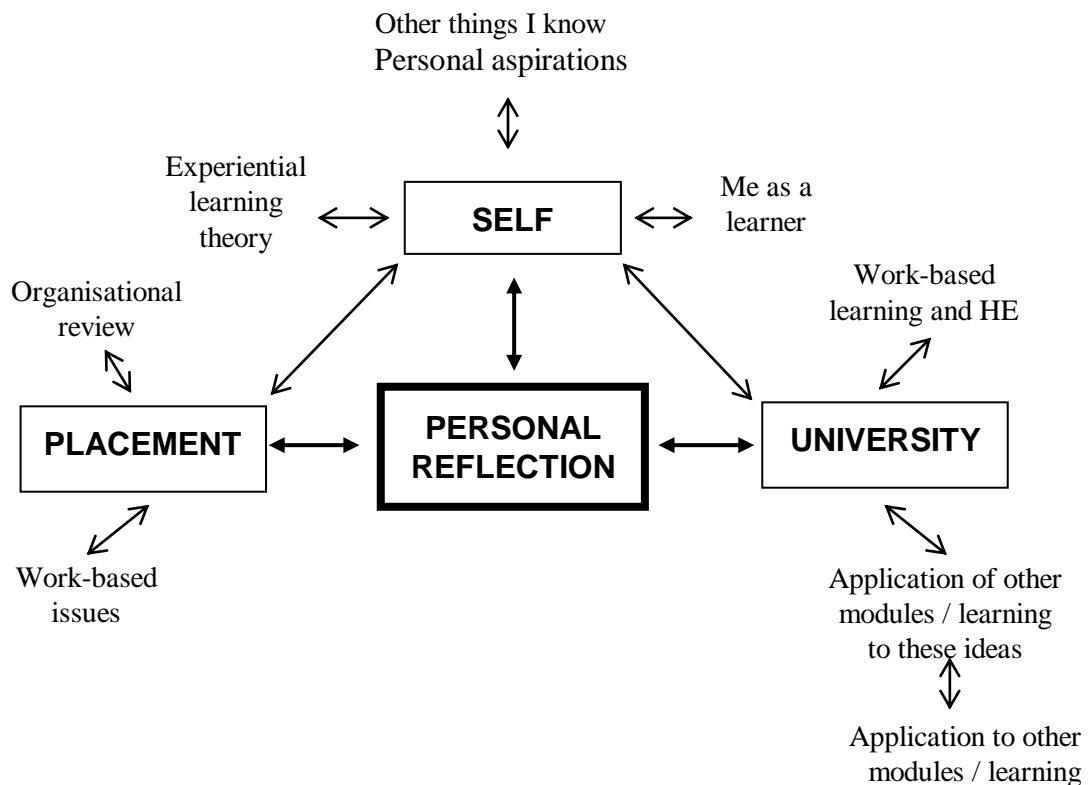 Other things I know
Personal aspirations
Experiential
learning
theory
SELF
Me as a
learner
Organisational
review
Work-based
learning and HE
PLACEMENT
PERSONAL
REFLECTION
UNIVERSITY
Work-based
issues
Application of other
modules / learning
to these ideas
Application to other
modules / learning